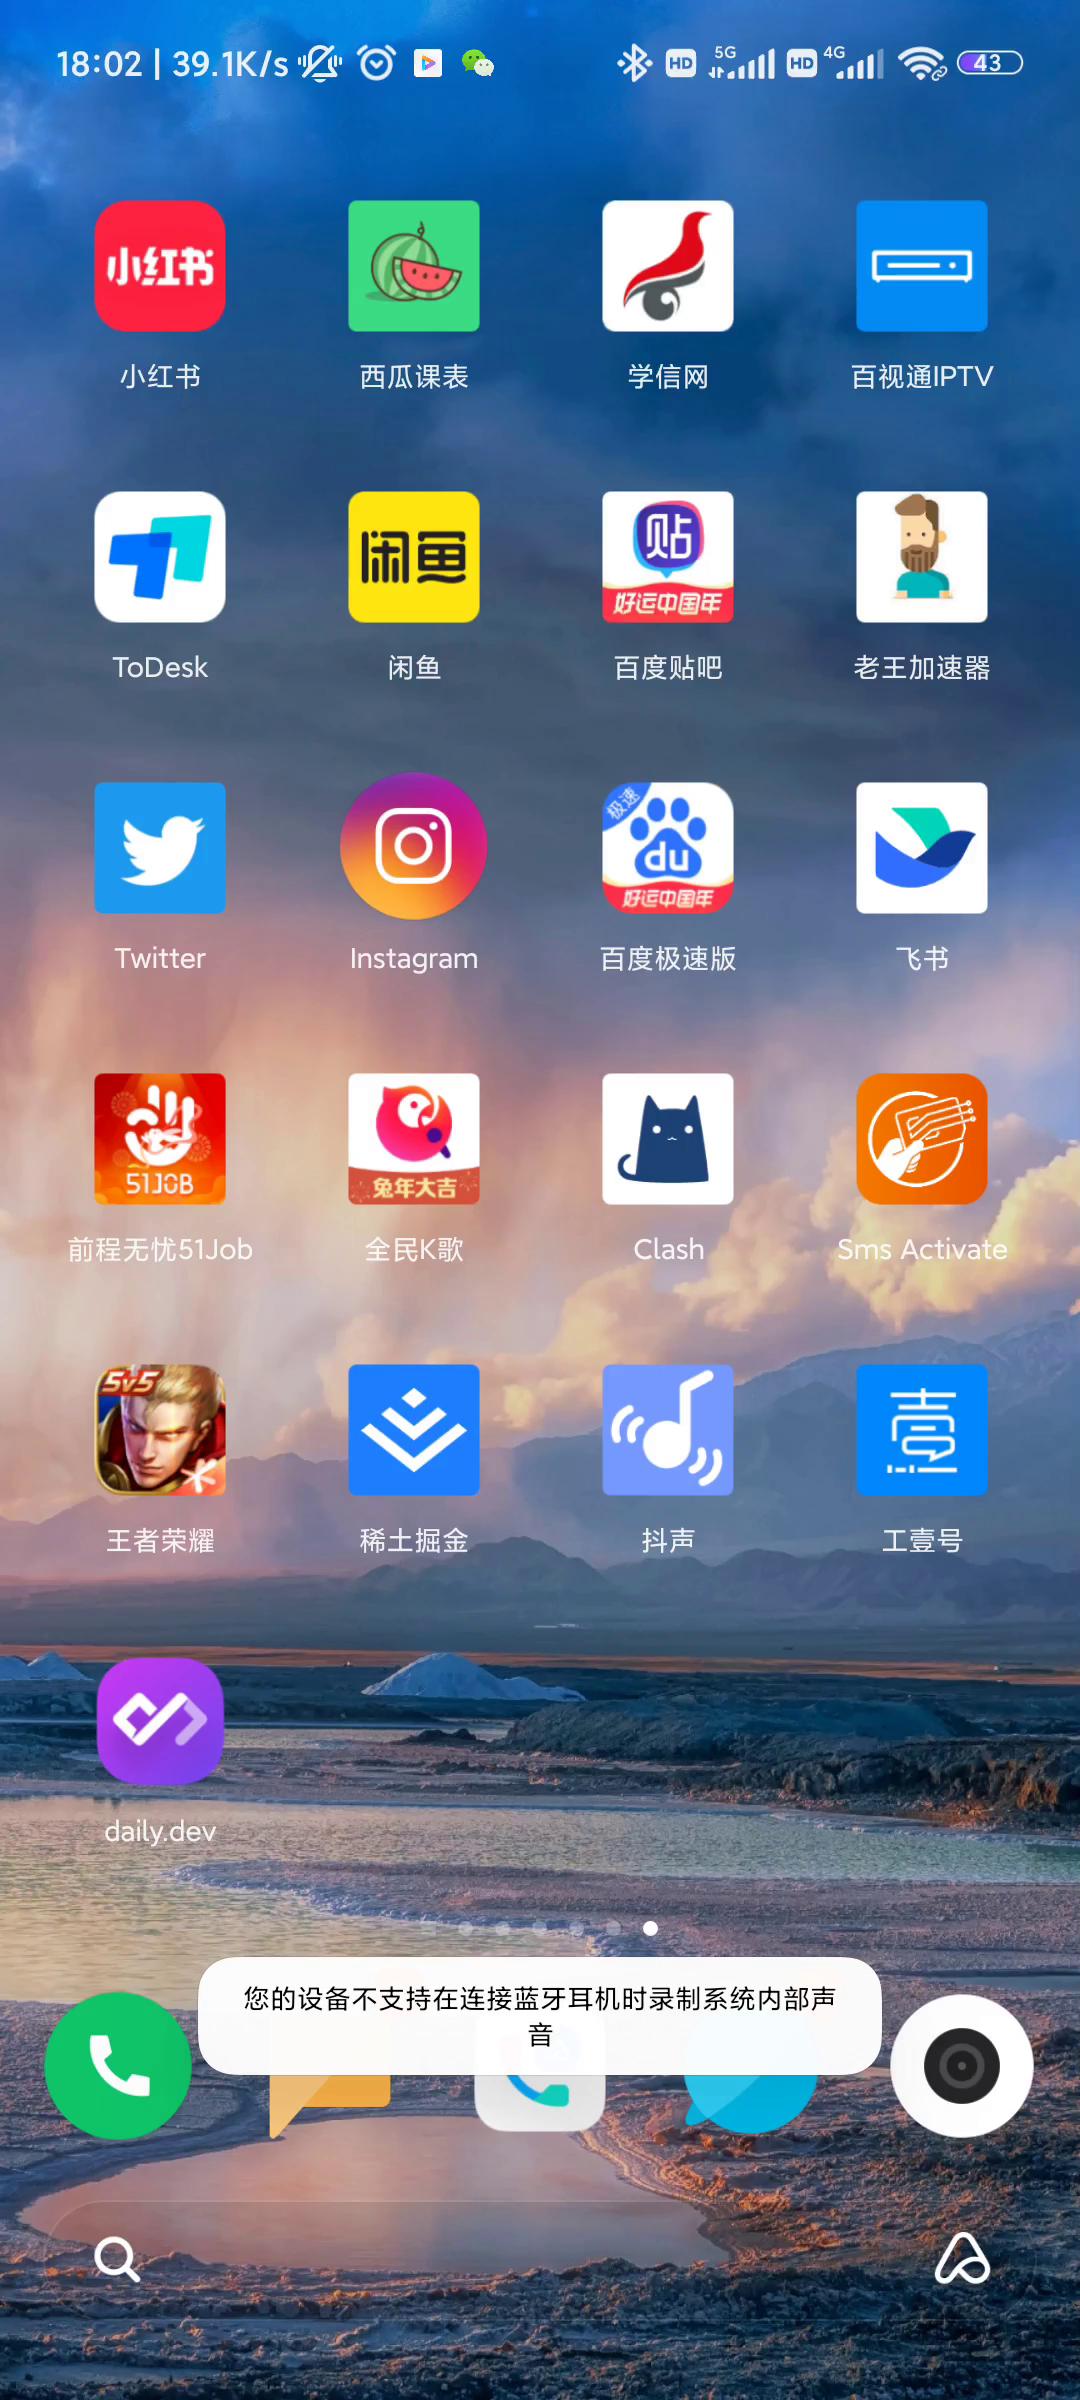 18:02 | 39.1K/s
HD 5G HD 4G 43
小红书
小红书 西瓜课表 学信网 百视通IPTV
闲鱼 贴
好运中国年
ToDesk 闲鱼 百度贴吧 老王加速器
极速
du
好运中国年
Twitter Instagram 百度极速版 飞书
51JOB 兔年大吉
前程无忧51Job 全民K歌 Clash Sms Activate
5v5
壹
王者荣耀 稀土掘金 抖声 工壹号
daily.dev
您的设备不支持在连接蓝牙耳机时录制系统内部声
音